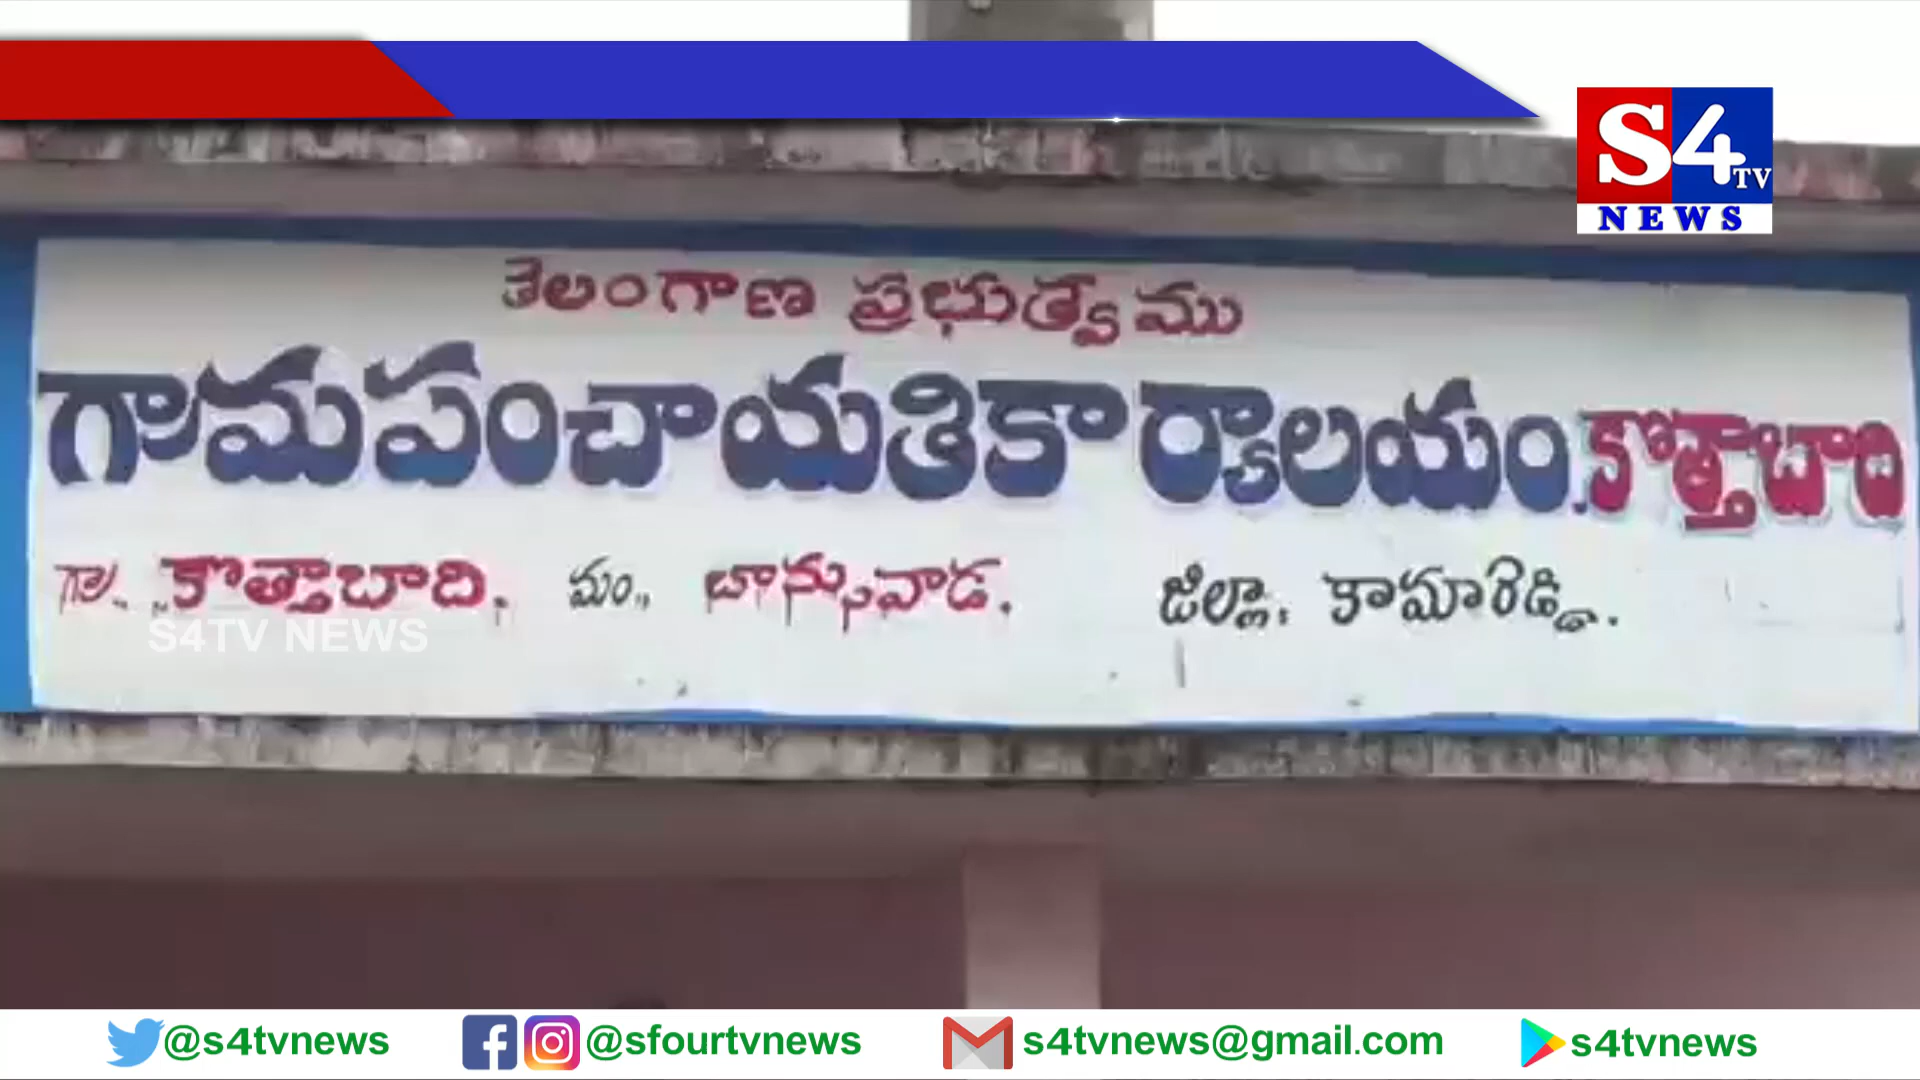 S4 TV
NEWS
తెలంగాణ ప్రభుత్వము
గ్రామపంచాయతికార్యాలయం.కొత్తాబాది
గ్రా.. కొత్తాబాది. మం., బాన్సువాడ. జిల్లా. కామారెడ్డి.
S4TV NEWS
@s4tvnews @sfourtvnews s4tvnews@gmail.com s4tvnews